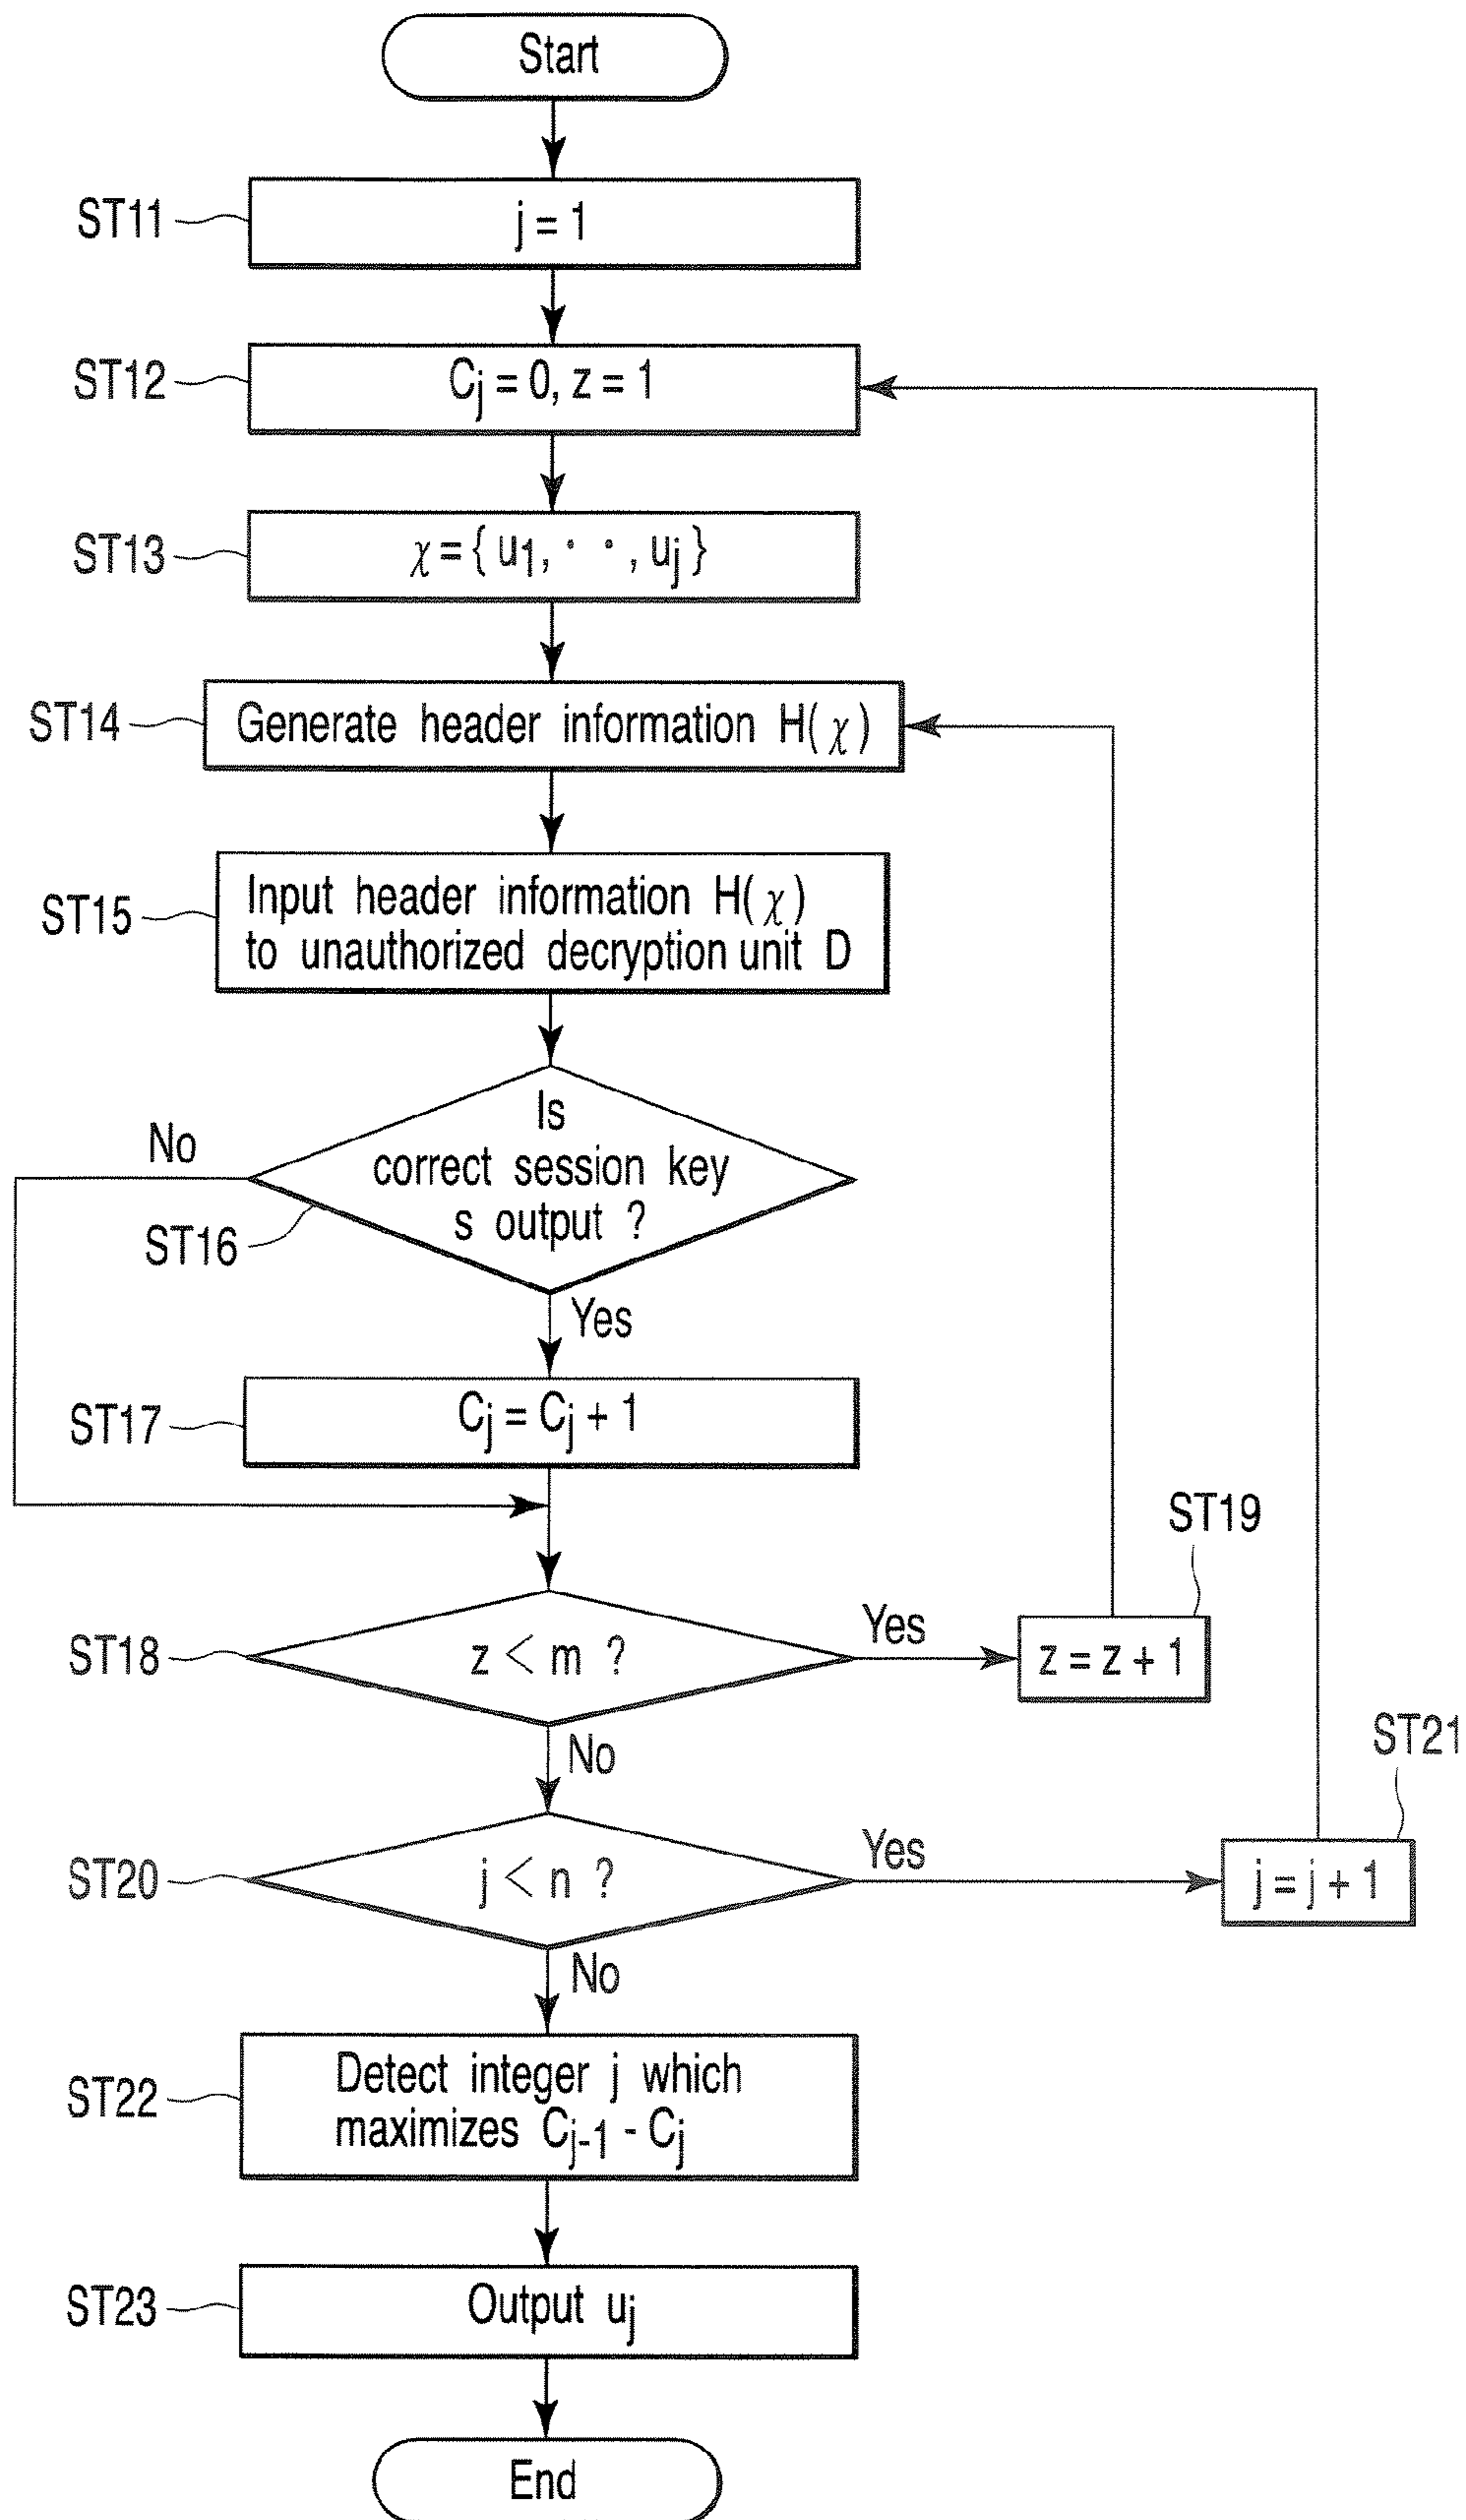 Start
ST11
j = 1
ST12
Cj = 0, z = 1
ST13
χ = { u1, · · , uj }
ST14
Generate header information H( χ )
ST15
Input header information H( χ )
to unauthorized decryption unit D
Is
correct session key
s output ?
No
ST16
Yes
ST17
Cj = Cj + 1
ST19
ST18
z < m ?
Yes
z = z + 1
No
ST21
ST20
j < n ?
Yes
j = j + 1
No
ST22
Detect integer j which
maximizes Cj-1 - Cj
ST23
Output uj
End